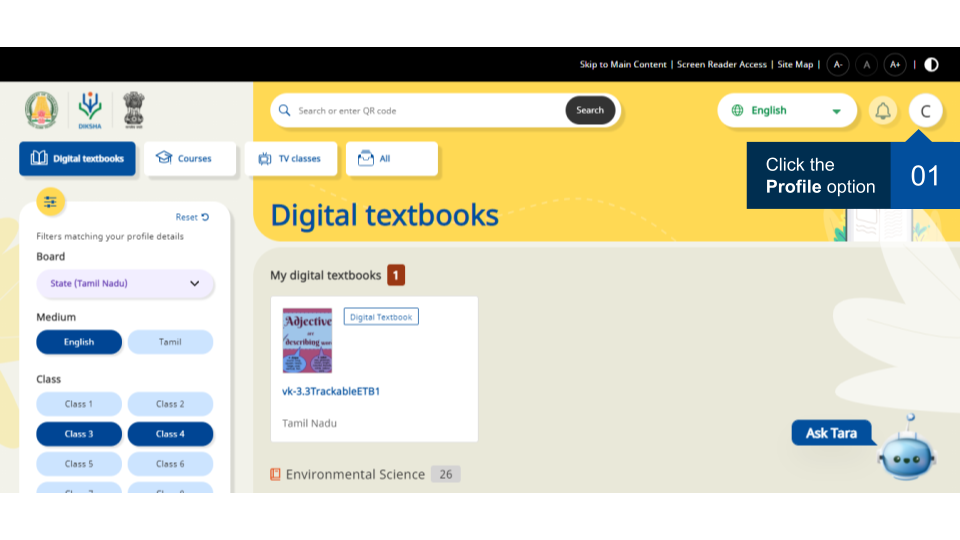 Skip to Main Content | Screen Reader Access | Site Map | A- A A+ |
DIKSHA
Search or enter QR code
Search
English
C
Digital textbooks
Courses
TV classes
All
Click the
Profile option
01
Reset
Filters matching your profile details
Board
State (Tamil Nadu)
Medium
English
Tamil
Class
Class 1
Class 2
Class 3
Class 4
Class 5
Class 6
Digital textbooks
My digital textbooks 1
Adjective
describing
Digital Textbook
vk-3.3TrackableETB1
Tamil Nadu
Environmental Science 26
Ask Tara